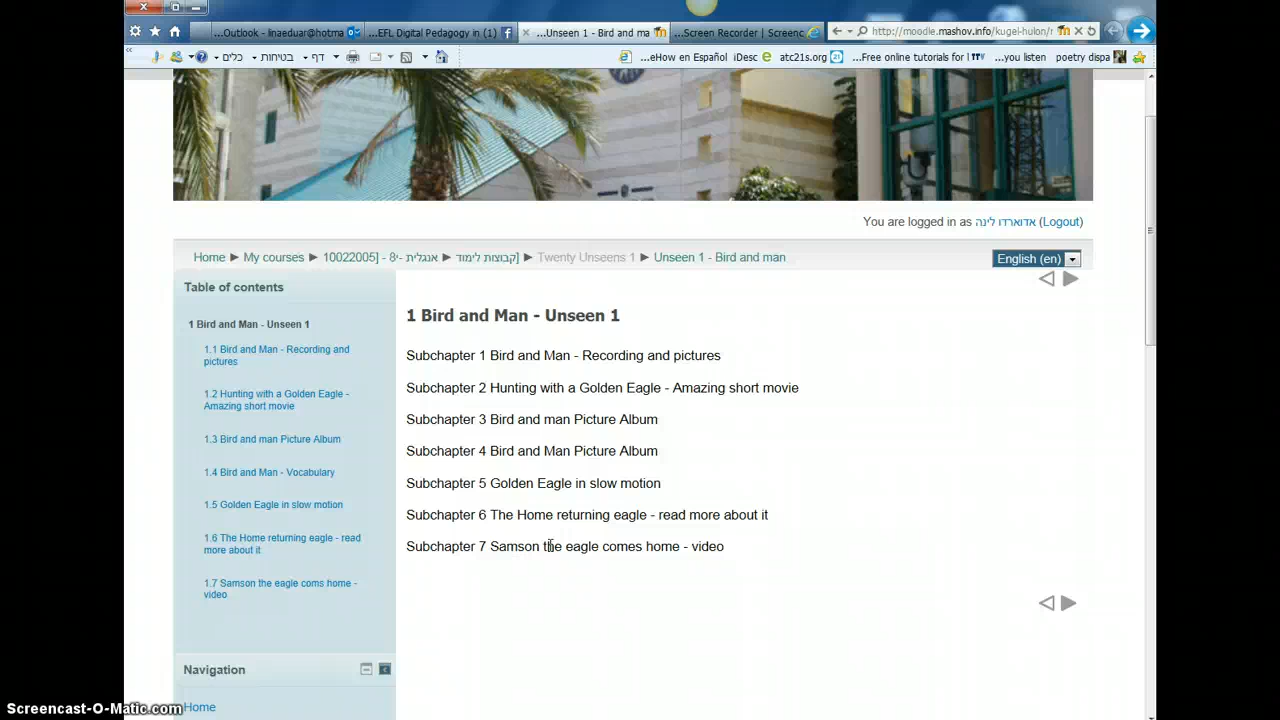 ...Outlook - linaeduar@hotma
...EFL Digital Pedagogy in (1)
...Unseen 1 - Bird and ma
...Screen Recorder | Screenc
http://moodle.mashov.info/kugel-hulon/r
דף
בטיחות
כלים
...eHow en Español
iDesc
atc21s.org
21
...Free online tutorials for l
...you listen
poetry dispa
You are logged in as אדוארדו לינה (Logout)
Home ► My courses ► אנגלית -י8 - [10022005 ► קבוצות לימוד] ► Twenty Unseens 1 ► Unseen 1 - Bird and man
English (en)
Table of contents
1 Bird and Man - Unseen 1
1.1 Bird and Man - Recording and
pictures
1.2 Hunting with a Golden Eagle -
Amazing short movie
1.3 Bird and man Picture Album
1.4 Bird and Man - Vocabulary
1.5 Golden Eagle in slow motion
1.6 The Home returning eagle - read
more about it
1.7 Samson the eagle coms home -
video
1 Bird and Man - Unseen 1
Subchapter 1 Bird and Man - Recording and pictures
Subchapter 2 Hunting with a Golden Eagle - Amazing short movie
Subchapter 3 Bird and man Picture Album
Subchapter 4 Bird and Man Picture Album
Subchapter 5 Golden Eagle in slow motion
Subchapter 6 The Home returning eagle - read more about it
Subchapter 7 Samson the eagle comes home - video
Navigation
Home
Screencast-O-Matic.com